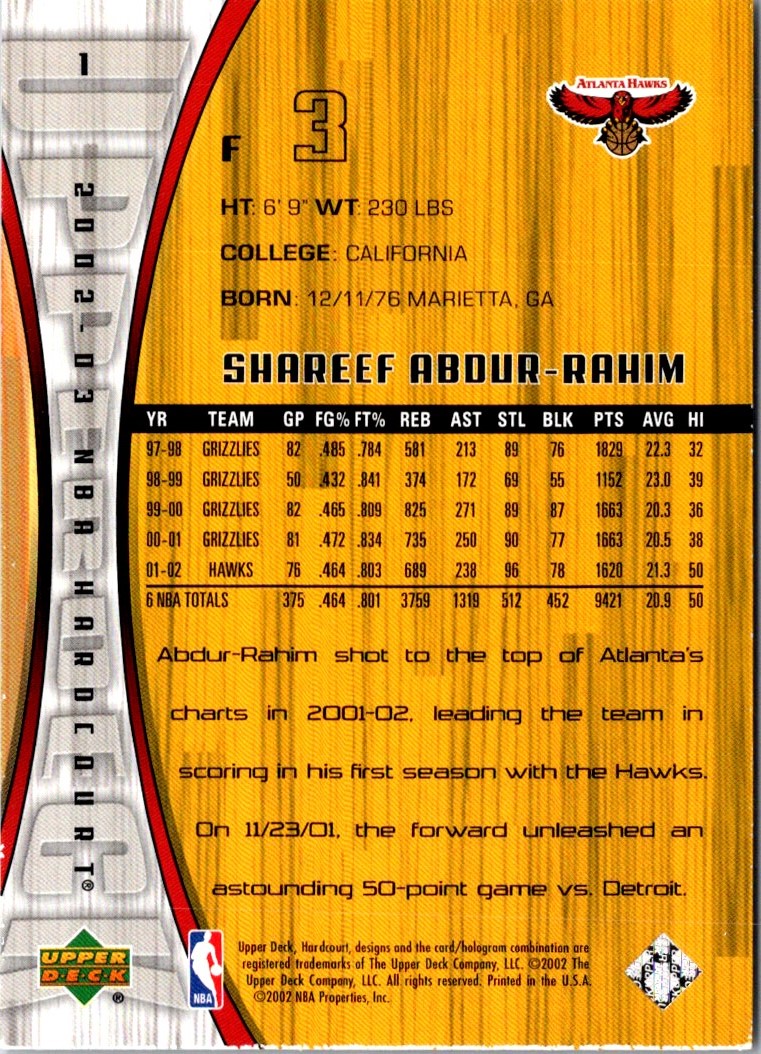 1
2002-03 NBA HARDCOURT®
ATLANTA HAWKS
F 3
HT: 6' 9" WT: 230 LBS
COLLEGE: CALIFORNIA
BORN: 12/11/76 MARIETTA, GA
SHAREEF ABDUR-RAHIM
YR TEAM GP FG% FT% REB AST STL BLK PTS AVG HI
97-98 GRIZZLIES 82 .485 .784 581 213 89 76 1829 22.3 32
98-99 GRIZZLIES 50 .432 .841 374 172 69 55 1152 23.0 39
99-00 GRIZZLIES 82 .465 .809 825 271 89 87 1663 20.3 36
00-01 GRIZZLIES 81 .472 .834 735 250 90 77 1663 20.5 38
01-02 HAWKS 76 .464 .803 689 238 96 78 1620 21.3 50
6 NBA TOTALS 375 .464 .801 3759 1319 512 452 9421 20.9 50
Abdur-Rahim shot to the top of Atlanta's
charts in 2001-02, leading the team in
scoring in his first season with the Hawks.
On 11/23/01, the forward unleashed an
astounding 50-point game vs. Detroit.
UPPER
DECK
®
NBA
Upper Deck, Hardcourt, designs and the card/hologram combination are
registered trademarks of The Upper Deck Company, LLC. ©2002 The
Upper Deck Company, LLC. All rights reserved. Printed in the U.S.A.
©2002 NBA Properties, Inc.